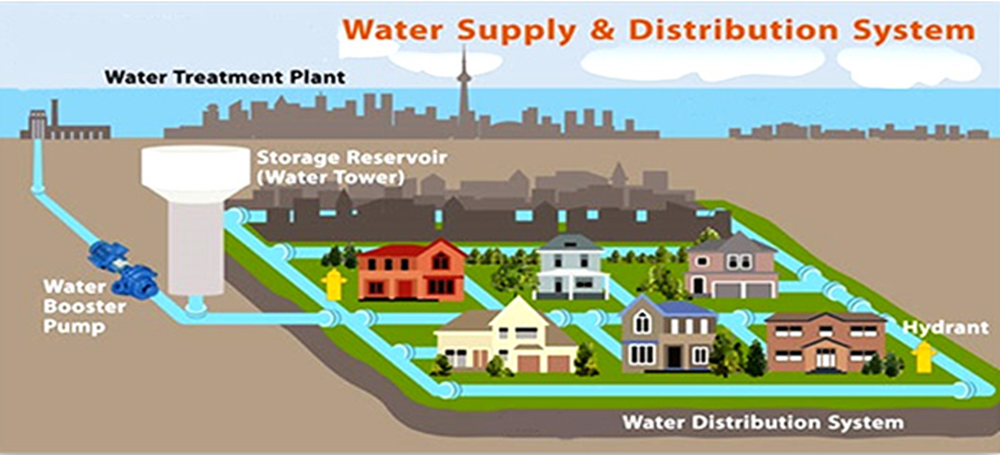 Water Supply & Distribution System
Water Treatment Plant
Storage Reservoir
(Water Tower)
Water
Booster
Pump
Hydrant
Water Distribution System